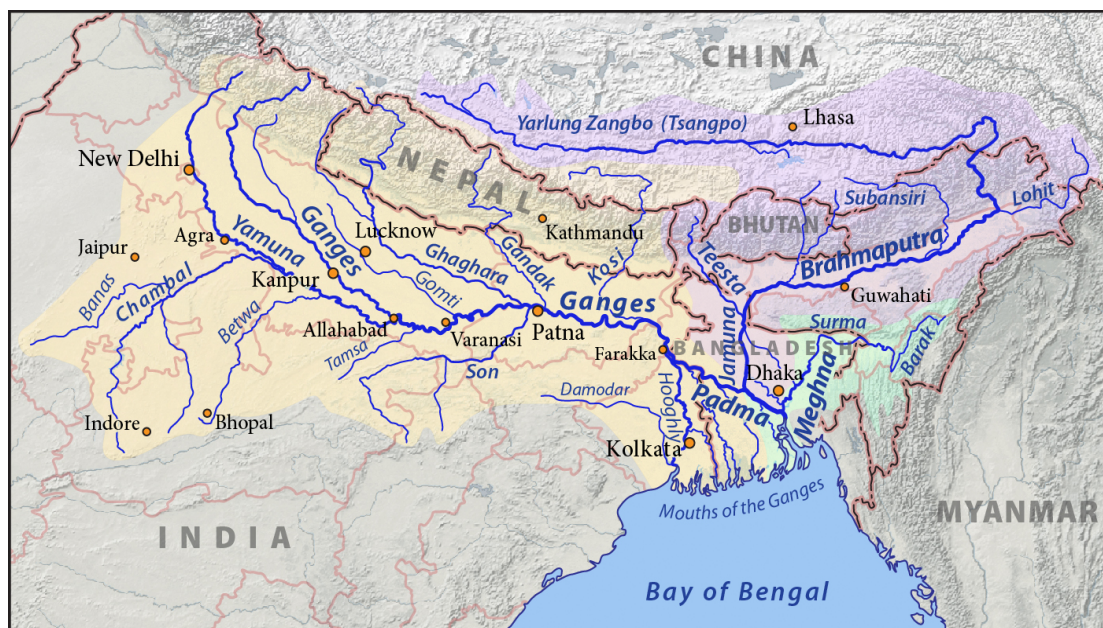 CHINA
Yarlung Zangbo (Tsangpo)
Lhasa
New Delhi
NEPAL
Subansiri
Lohit
BHUTAN
Kathmandu
Agra
Yamuna
Ganges
Lucknow
Ghaghara
Gandak
Kosi
Teesta
Brahmaputra
Jaipur
Banas
Chambal
Kanpur
Gomti
Ganges
Guwahati
Betwa
Allahabad
Varanasi
Patna
Surma
Tamsa
Son
Farakka
BANGLADESH
Barak
Jamuna
Dhaka
Meghna
Damodar
Hooghly
Padma
Indore
Bhopal
Kolkata
Mouths of the Ganges
MYANMAR
INDIA
Bay of Bengal